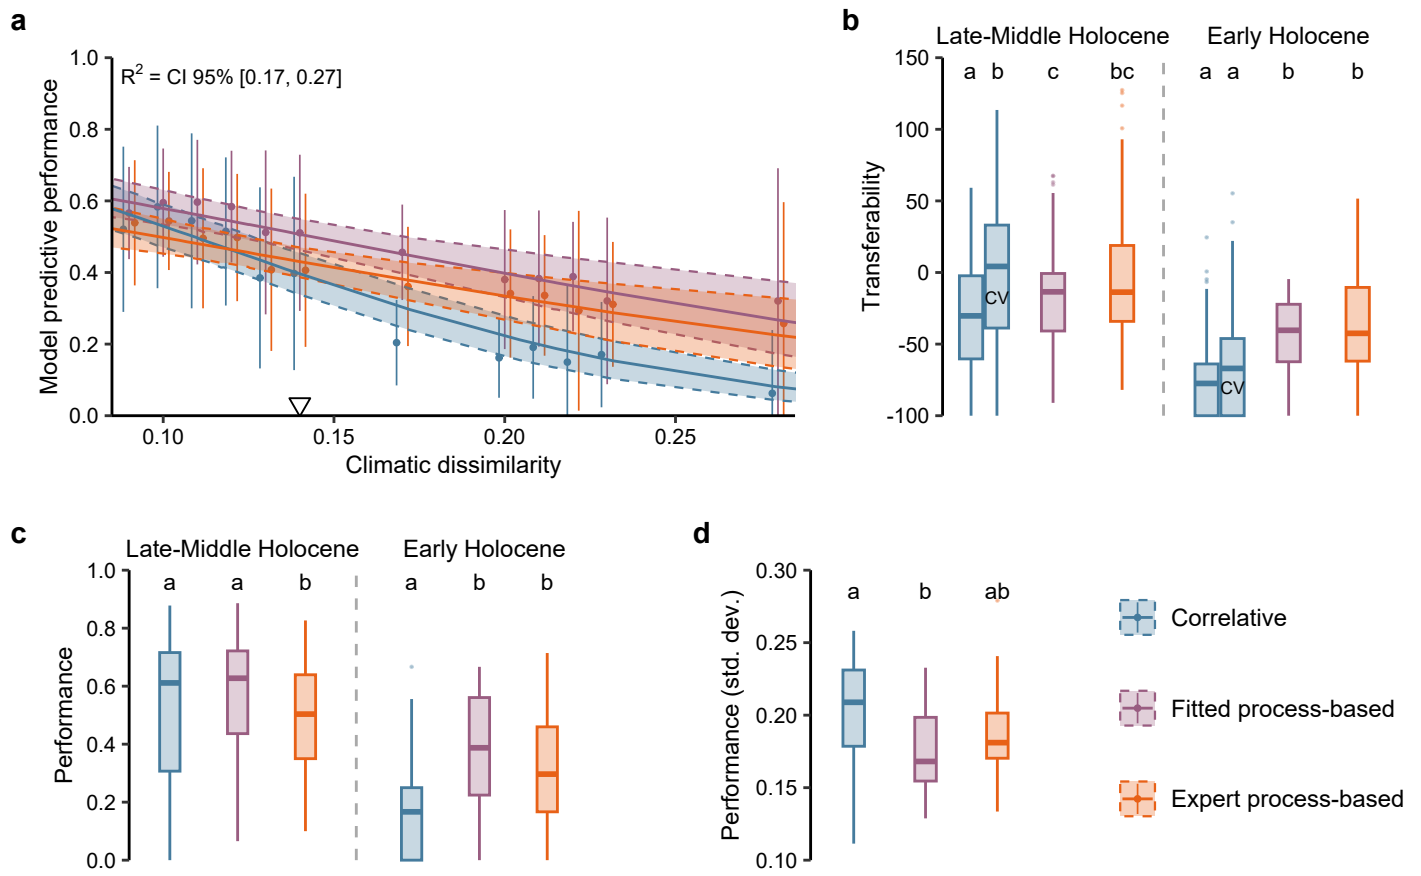 a
R2 = CI 95% [0.17, 0.27]
Model predictive performance
1.0
0.8
0.6
0.4
0.2
0.0
0.10 0.15 0.20 0.25
Climatic dissimilarity
b
Late-Middle Holocene Early Holocene
a b c bc a a b b
Transferability
150
100
50
0
-50
-100
CV
CV
c
Late-Middle Holocene Early Holocene
a a b a b b
Performance
1.0
0.8
0.6
0.4
0.2
0.0
d
a b ab
Performance (std. dev.)
0.30
0.25
0.20
0.15
0.10
Correlative
Fitted process-based
Expert process-based